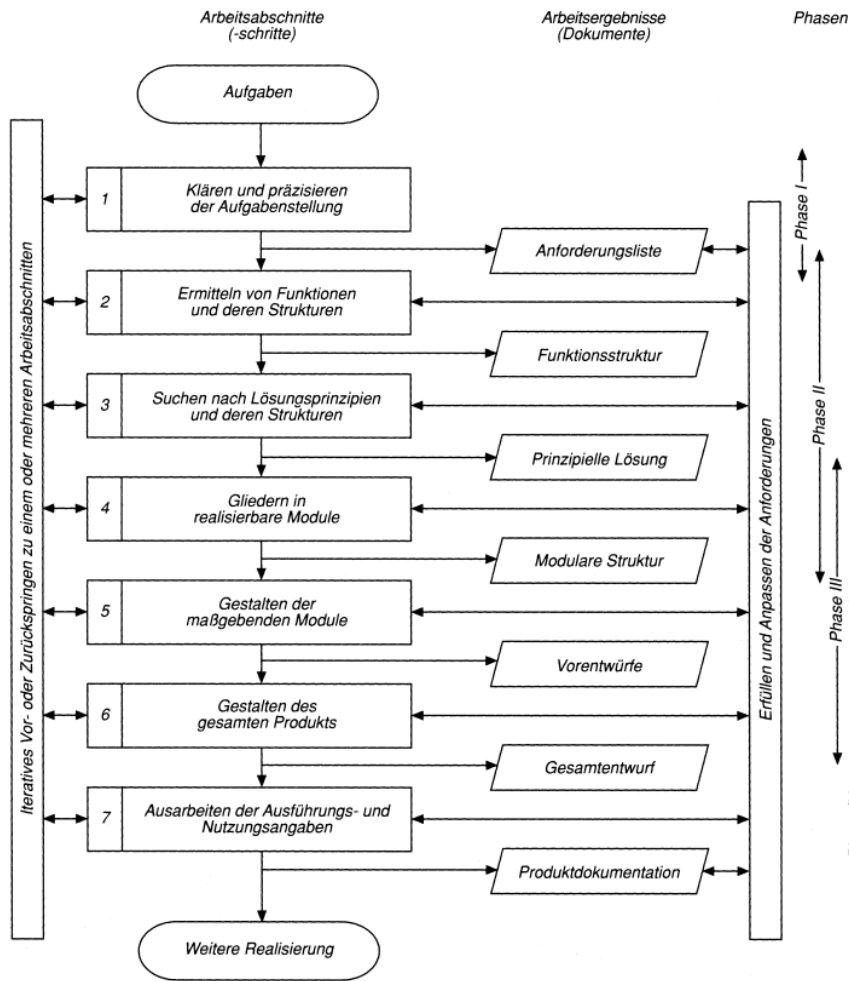 Arbeitsabschnitte
(-schritte)
Arbeitsergebnisse
(Dokumente)
Phasen
Aufgaben
1
Klären und präzisieren
der Aufgabenstellung
Anforderungsliste
2
Ermitteln von Funktionen
und deren Strukturen
Funktionsstruktur
3
Suchen nach Lösungsprinzipien
und deren Strukturen
Prinzipielle Lösung
4
Gliedern in
realisierbare Module
Modulare Struktur
5
Gestalten der
maßgebenden Module
Vorentwürfe
6
Gestalten des
gesamten Produkts
Gesamtentwurf
7
Ausarbeiten der Ausführungs- und
Nutzungsangaben
Produktdokumentation
Weitere Realisierung
Iteratives Vor- oder Zurückspringen zu einem oder mehreren Arbeitsabschnitten
Erfüllen und Anpassen der Anforderungen
Phase I
Phase II
Phase III